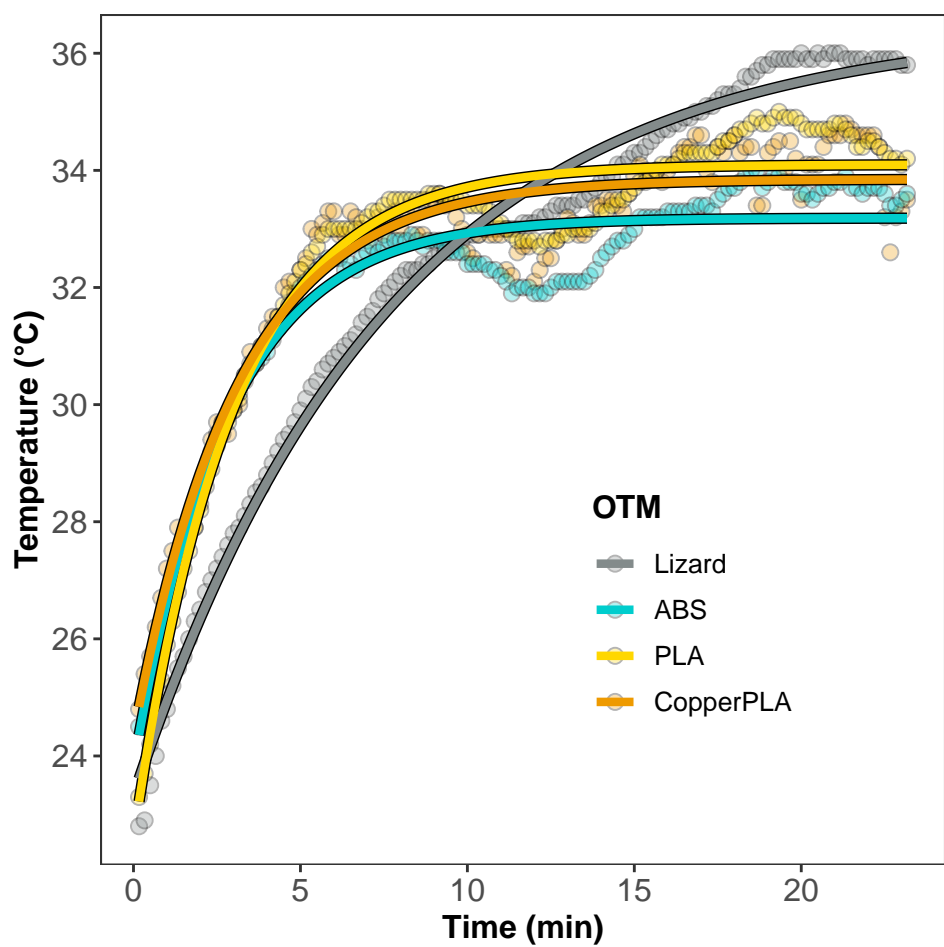 36
34
32
30
28
26
24
Temperature (°C)
OTM
Lizard
ABS
PLA
CopperPLA
0 5 10 15 20
Time (min)